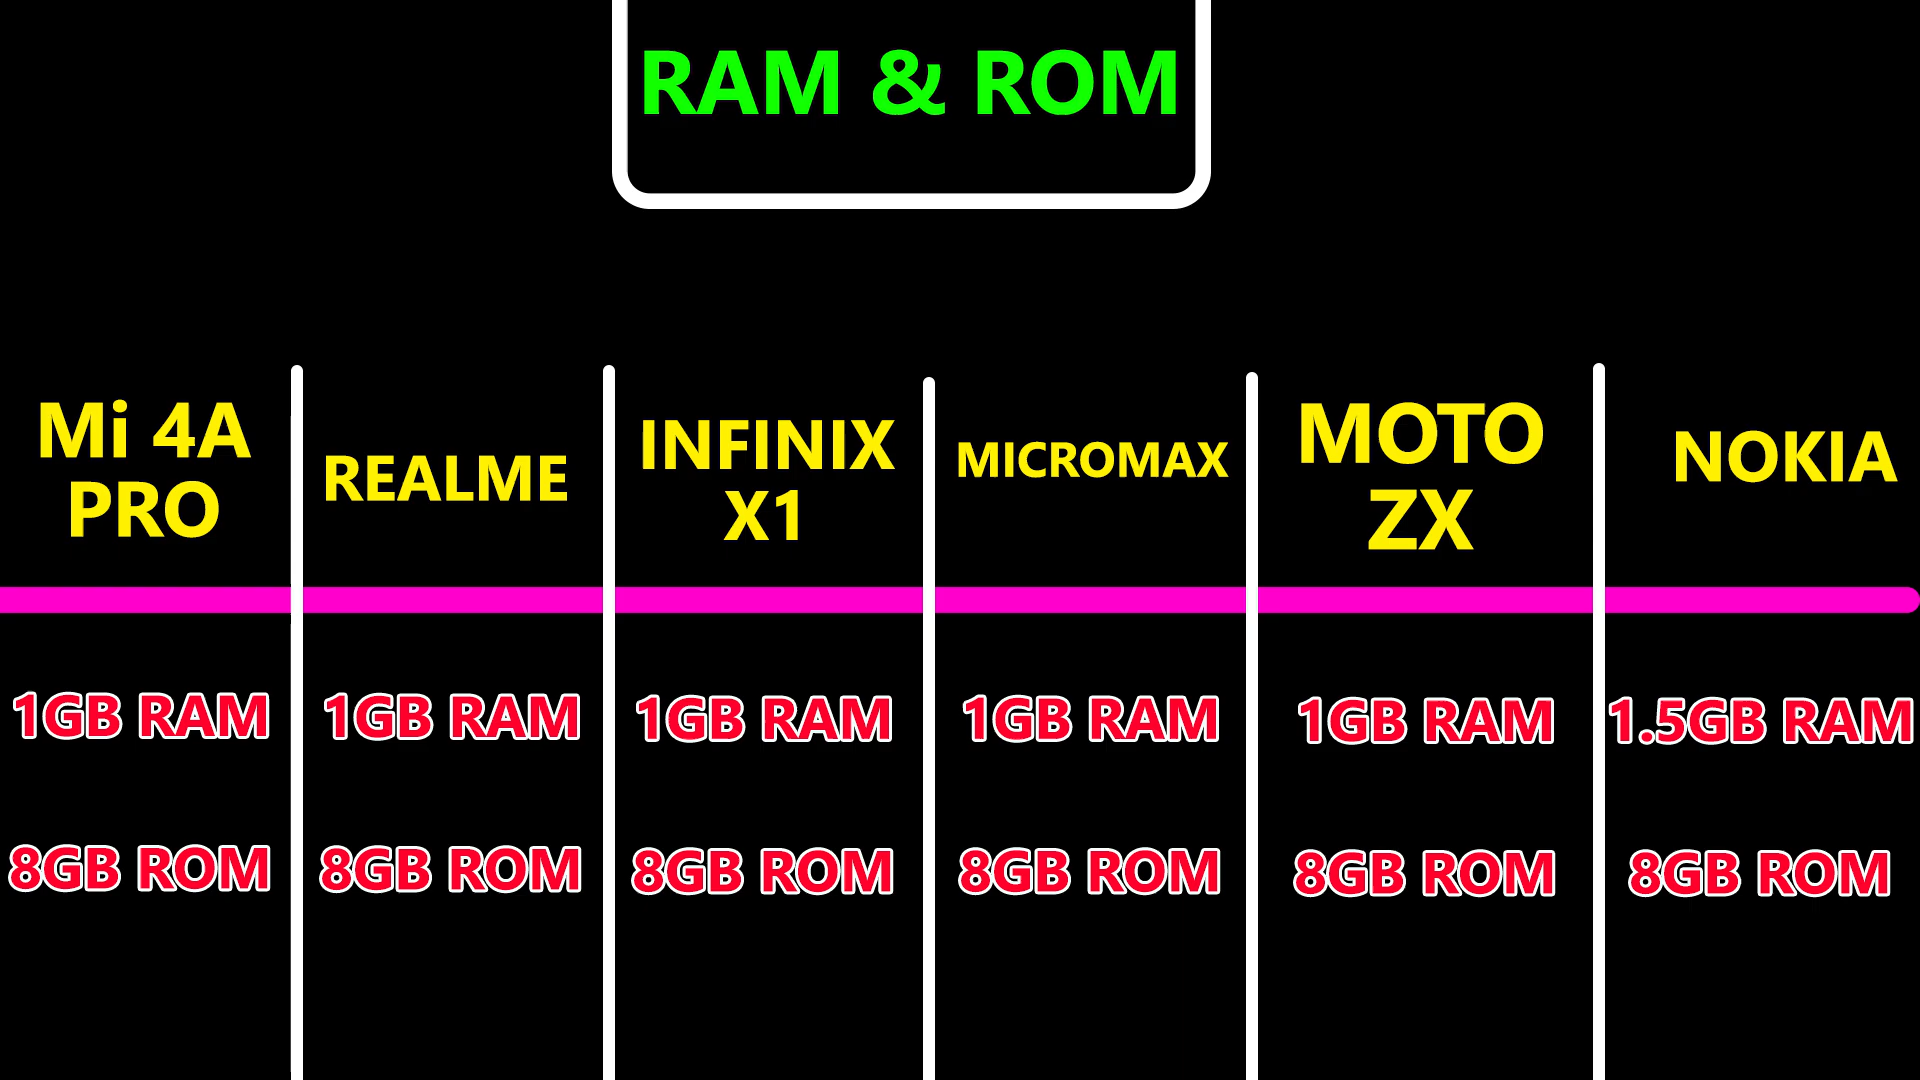 RAM & ROM
Mi 4A
PRO
REALME
INFINIX
X1
MICROMAX
MOTO
ZX
NOKIA
1GB RAM
1GB RAM
1GB RAM
1GB RAM
1GB RAM
1.5GB RAM
8GB ROM
8GB ROM
8GB ROM
8GB ROM
8GB ROM
8GB ROM